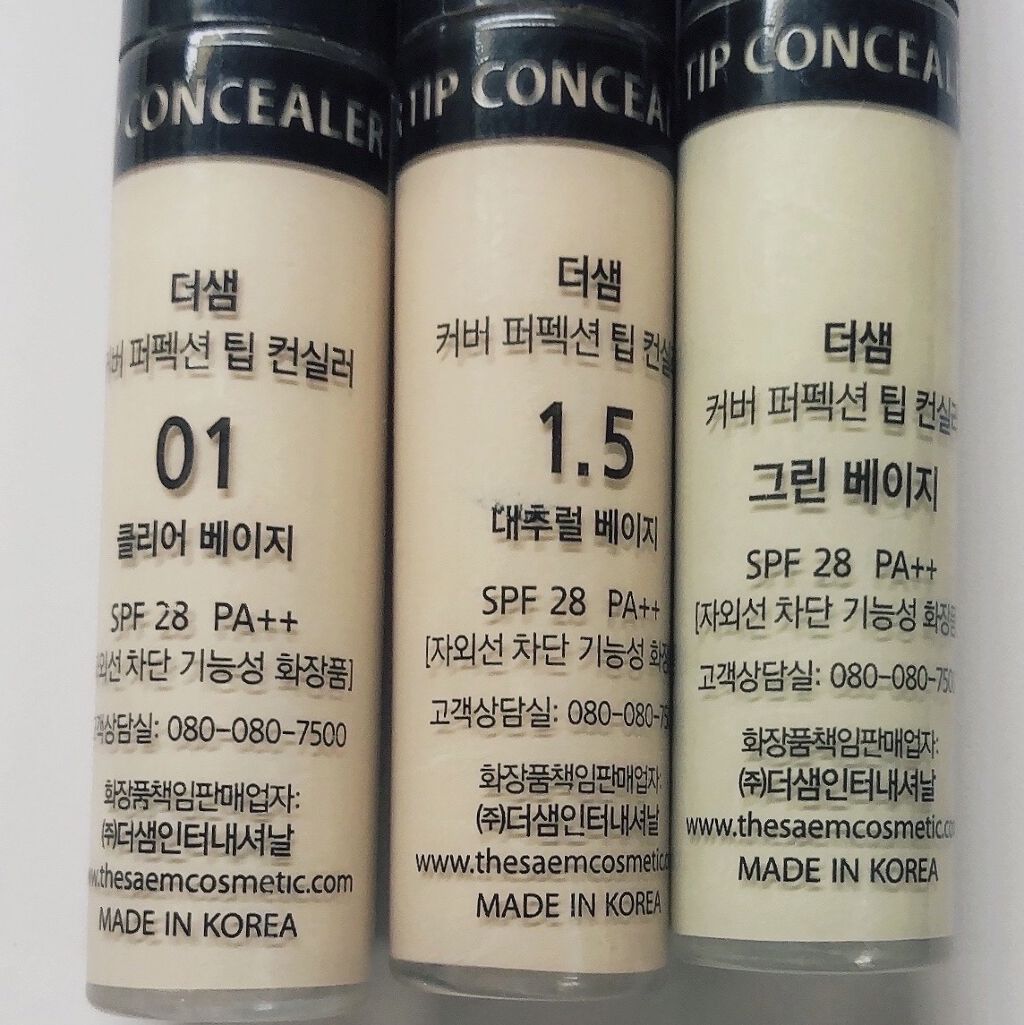 CONCEALER
더샘
퍼펙션 팁 컨실러
01
클리어 베이지
SPF 28 PA++
차단 기능성 화장품]
080-080-7500
화장품책임판매업자:
(주)더샘인터내셔날
www.thesaemcosmetic.com
MADE IN KOREA
TIP CONCEA
더샘
커버 퍼펙션 팁 컨실
1.5
내추럴 베이지
SPF 28 PA++
[자외선 차단 기능성 화장
고객상담실: 080-080-75
화장품책임판매업자:
(주)더샘인터내셔날
www.thesaemcosmetic.c
MADE IN KOREA
TIP CONCEAL
더샘
커버 퍼펙션 팁 컨실러
그린 베이지
SPF 28 PA++
[자외선 차단 기능성 화장품
고객상담실: 080-080-750
화장품책임판매업자:
(주)더샘인터내셔날
www.thesaemcosmetic.co
MADE IN KOREA